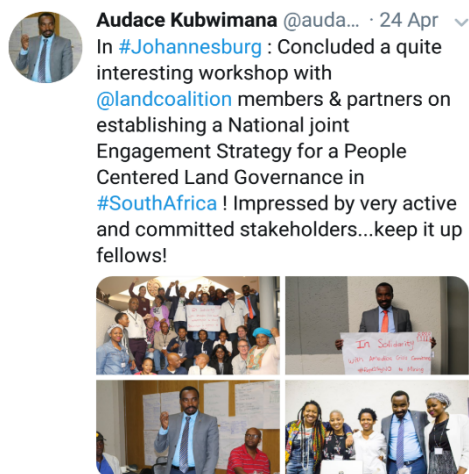 Audace Kubwimana @auda... · 24 Apr
In #Johannesburg : Concluded a quite
interesting workshop with
@landcoalition members & partners on
establishing a National joint
Engagement Strategy for a People
Centered Land Governance in
#SouthAfrica ! Impressed by very active
and committed stakeholders...keep it up
fellows!
In Solidarity